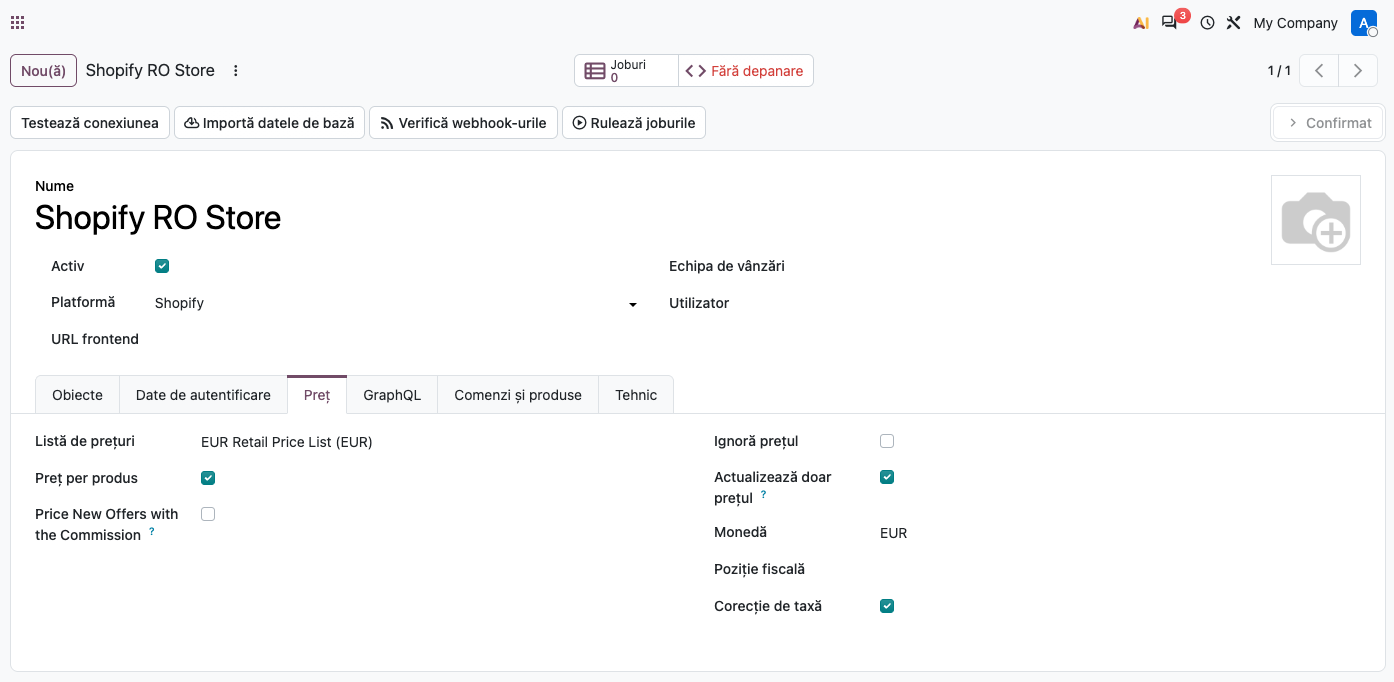 AI
3
My Company
A
Nou(ă)
Shopify RO Store
Joburi
0
Fără depanare
1 / 1
Testează conexiunea
Importă datele de bază
Verifică webhook-urile
Rulează joburile
Confirmat
Nume
Shopify RO Store
Activ
Echipa de vânzări
Platformă
Shopify
Utilizator
URL frontend
Obiecte
Date de autentificare
Preț
GraphQL
Comenzi și produse
Tehnic
Listă de prețuri
EUR Retail Price List (EUR)
Preț per produs
Price New Offers with
the Commission ?
Ignoră prețul
Actualizează doar
prețul ?
Monedă
EUR
Poziție fiscală
Corecție de taxă